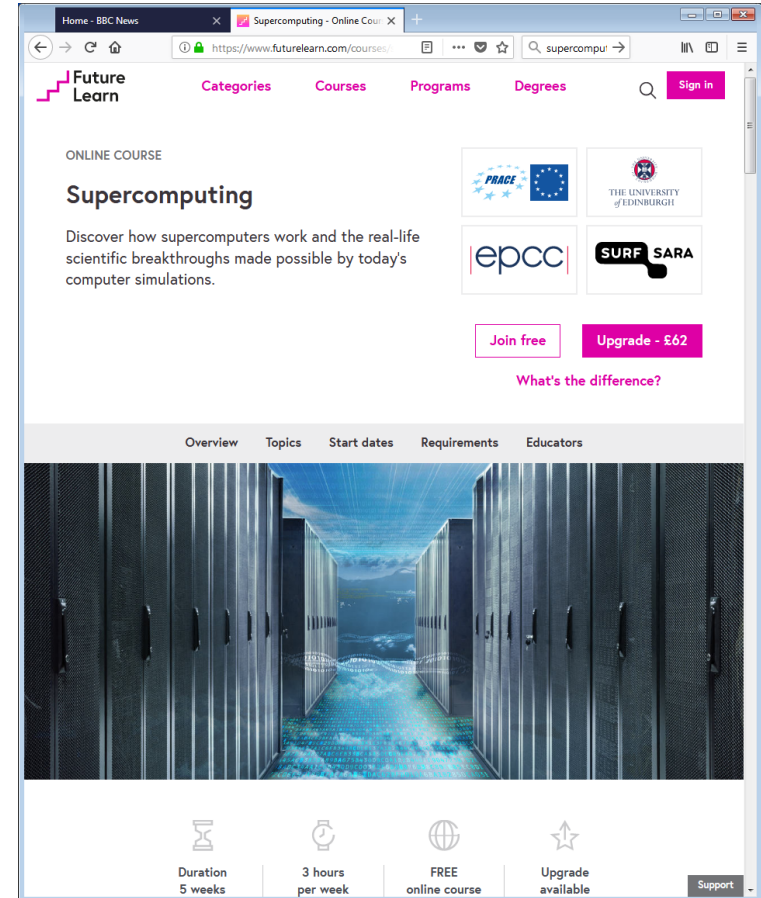 Home - BBC News
Supercomputing - Online Cour
https://www.futurelearn.com/courses/
supercomput
Future
Learn
Categories
Courses
Programs
Degrees
Sign in
ONLINE COURSE
Supercomputing
Discover how supercomputers work and the real-life
scientific breakthroughs made possible by today's
computer simulations.
PRACE
THE UNIVERSITY
of EDINBURGH
epcc
SURF SARA
Join free
Upgrade - £62
What's the difference?
Overview
Topics
Start dates
Requirements
Educators
Duration
5 weeks
3 hours
per week
FREE
online course
Upgrade
available
Support